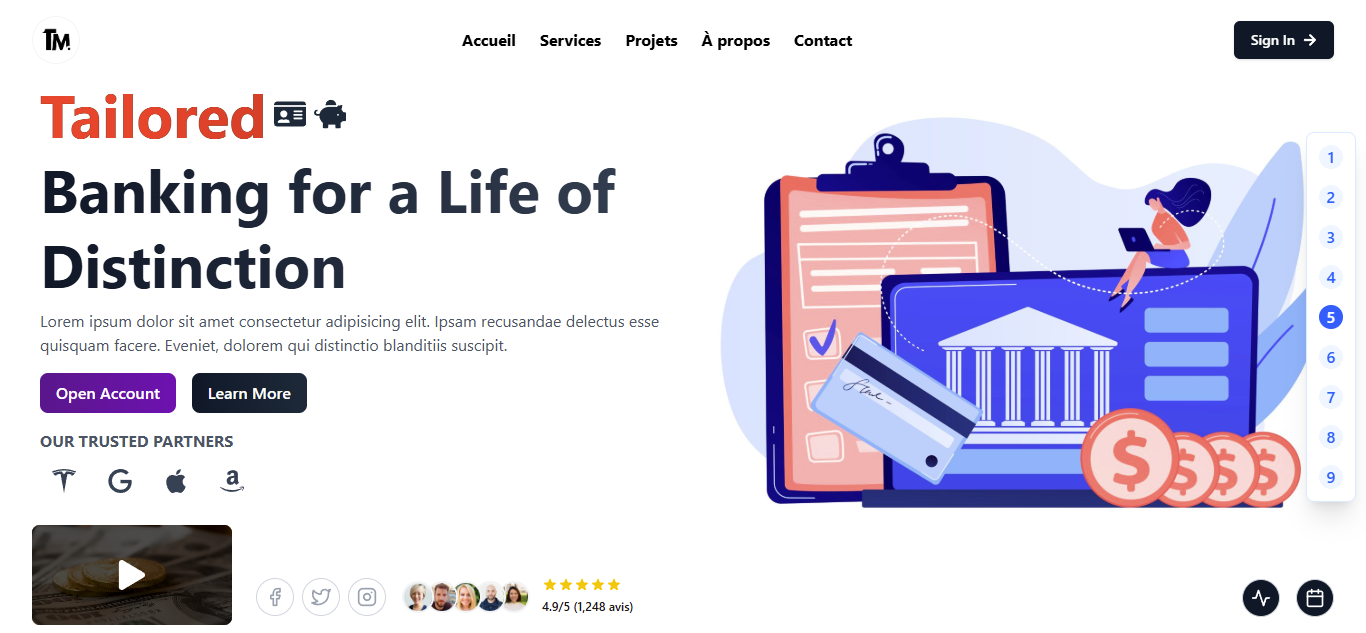 TM
Accueil Services Projets À propos Contact
Sign In
Tailored
Banking for a Life of
Distinction
Lorem ipsum dolor sit amet consectetur adipisicing elit. Ipsam recusandae delectus esse
quisquam facere. Eveniet, dolorem qui distinctio blanditiis suscipit.
Open Account Learn More
OUR TRUSTED PARTNERS
4.9/5 (1,248 avis)
1
2
3
4
5
6
7
8
9